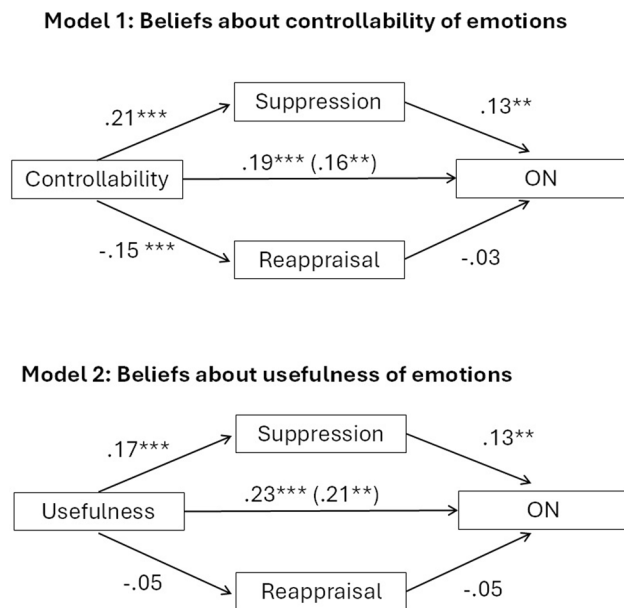 Model 1: Beliefs about controllability of emotions
Suppression
.21***
.13**
.19*** (.16**)
Controllability
ON
-.15 ***
Reappraisal
-.03
Model 2: Beliefs about usefulness of emotions
Suppression
.17***
.13**
.23*** (.21**)
Usefulness
ON
-.05
Reappraisal
-.05